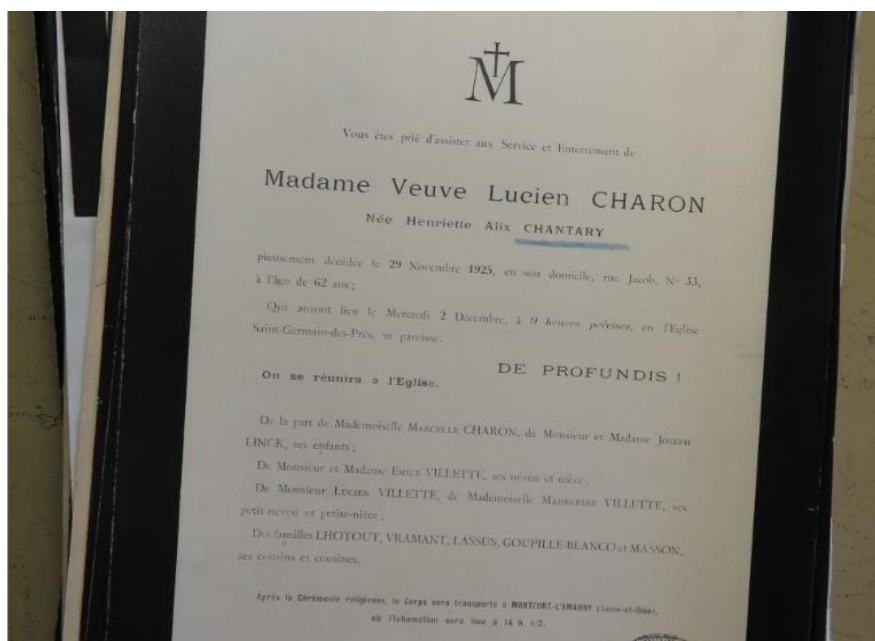 M
Vous êtes prié d'assister aux Service et Enterrement de
Madame Veuve Lucien CHARON
Née Henriette Alix CHANTARY
pieusement décédée le 29 Novembre 1925, en son domicile, rue Jacob, N° 33,
à l'âge de 62 ans;
Qui auront lieu le Mercredi 2 Décembre, à 9 heures précises, en l'Eglise
Saint-Germain-des-Prés, sa paroisse.
DE PROFUNDIS !
On se réunira a l'Eglise.
De la part de Mademoiselle MARCELLE CHARON, de Monsieur et Madame JOSEPH
LINCK, ses enfants;
De Monsieur et Madame EMILE VILLETTE, ses neveu et nièce;
De Monsieur LUCIEN VILLETTE, de Mademoiselle MADELEINE VILLETTE, ses
petit-neveu et petite-nièce;
Des familles LHOTOUT, VRAMANT, LASSUS, GOUPILLE-BLANCO et MASSON,
ses cousins et cousines.
Après la Cérémonie religieuse, le Corps sera transporté à MONTFORT-L'AMAURY (Seine-et-Oise),
où l'Inhumation aura lieu à 14 h. 1/2.